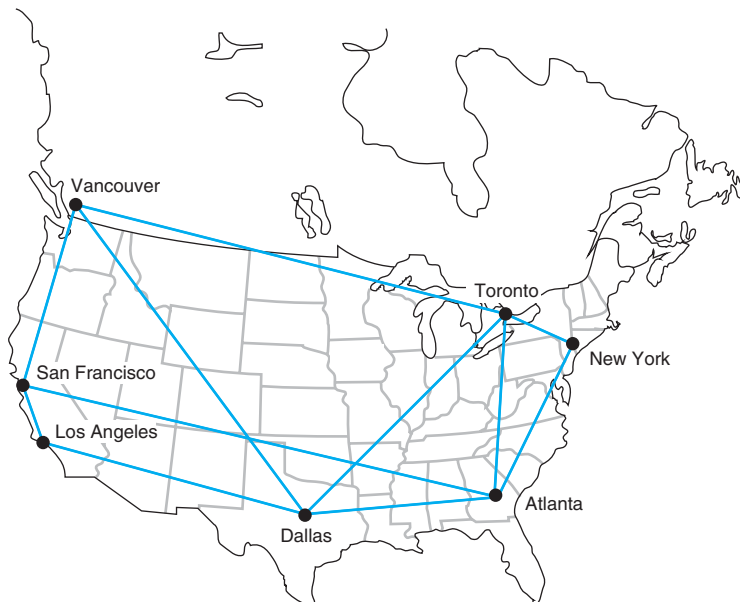 Vancouver
Toronto
New York
San Francisco
Los Angeles
Atlanta
Dallas